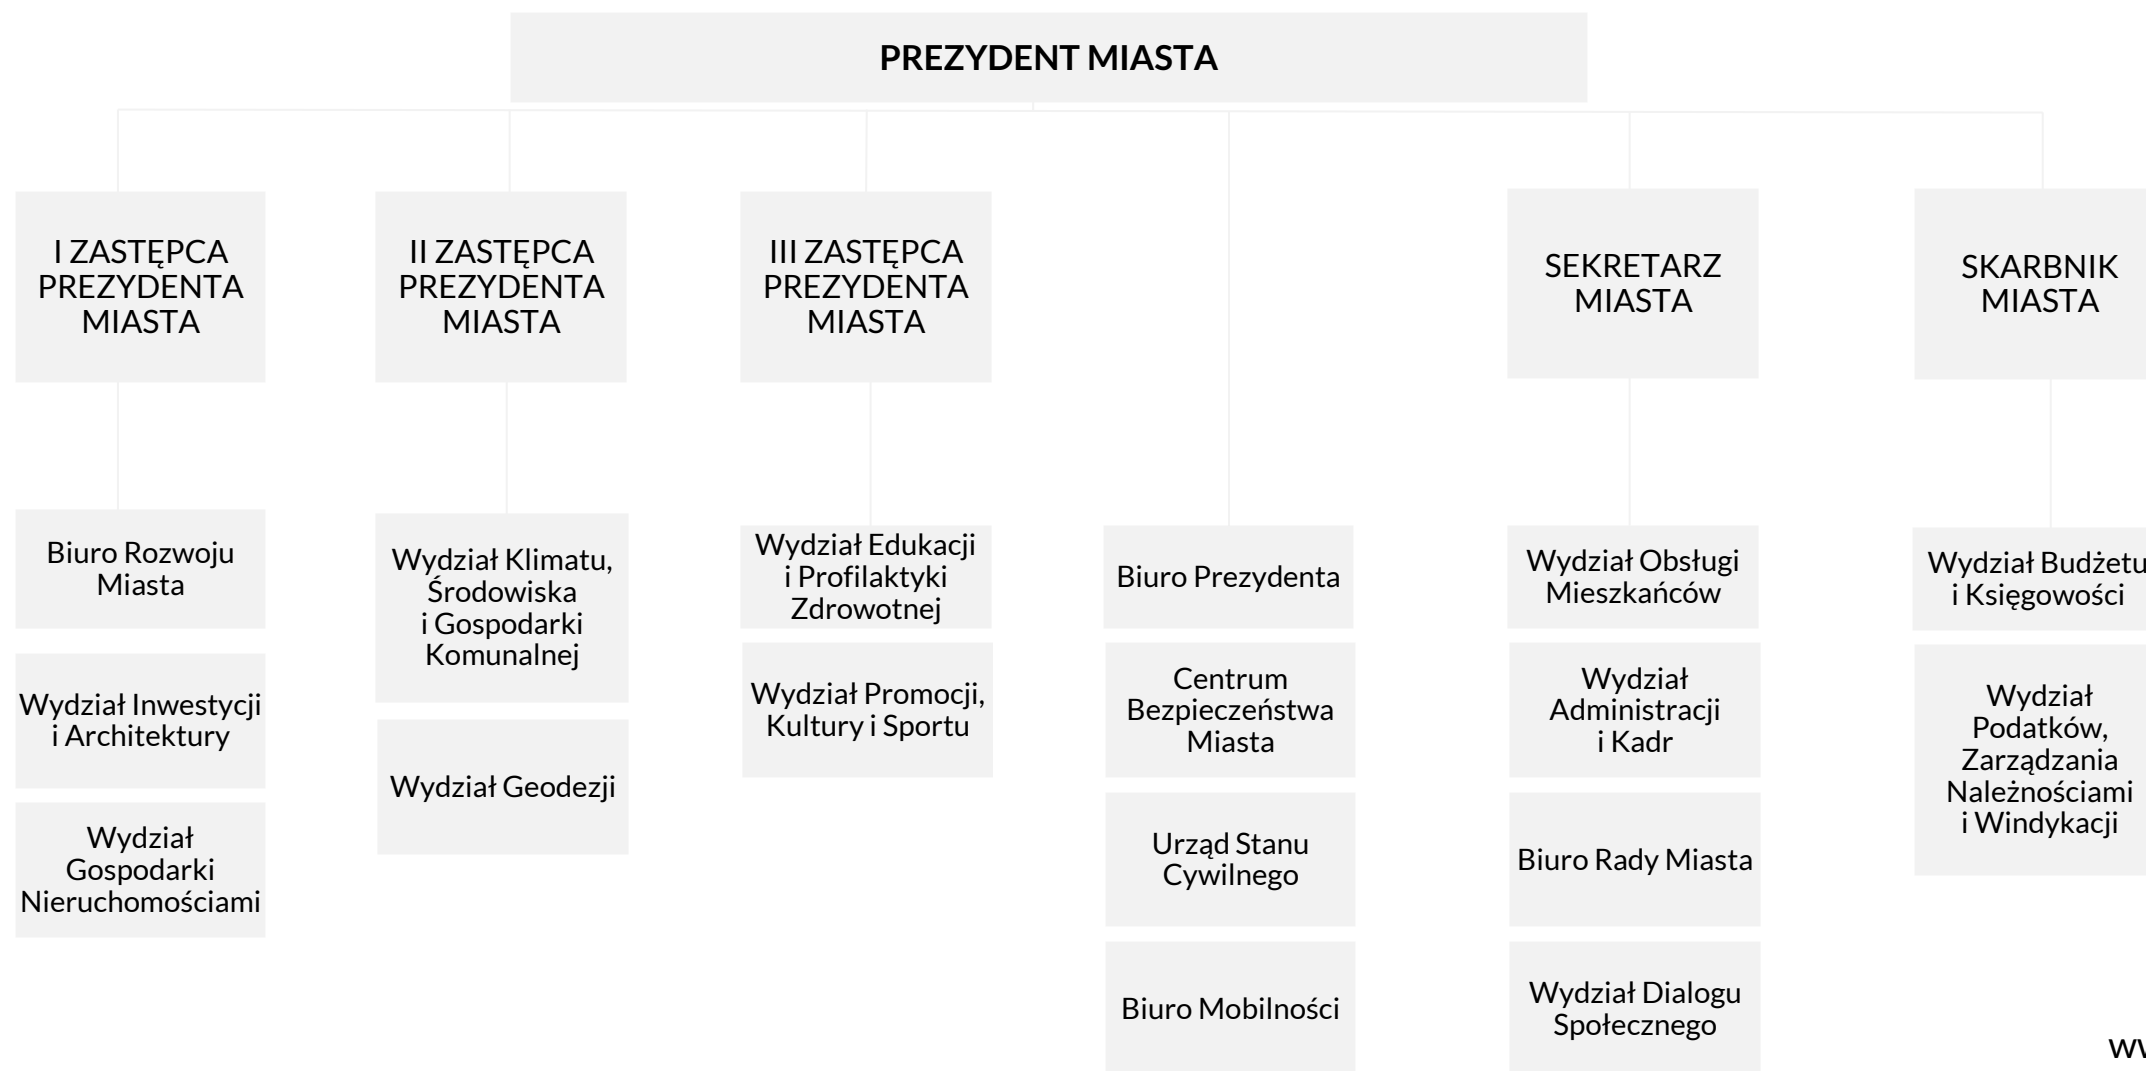 PREZYDENT MIASTA
I ZASTĘPCA
PREZYDENTA
MIASTA
II ZASTĘPCA
PREZYDENTA
MIASTA
III ZASTĘPCA
PREZYDENTA
MIASTA
SEKRETARZ
MIASTA
SKARBNIK
MIASTA
Biuro Rozwoju
Miasta
Wydział Inwestycji
i Architektury
Wydział
Gospodarki
Nieruchomościami
Wydział Klimatu,
Środowiska
i Gospodarki
Komunalnej
Wydział Geodezji
Wydział Edukacji
i Profilaktyki
Zdrowotnej
Wydział Promocji,
Kultury i Sportu
Biuro Prezydenta
Centrum
Bezpieczeństwa
Miasta
Urząd Stanu
Cywilnego
Biuro Mobilności
Wydział Obsługi
Mieszkańców
Wydział
Administracji
i Kadr
Biuro Rady Miasta
Wydział Dialogu
Społecznego
Wydział Budżetu
i Księgowości
Wydział
Podatków,
Zarządzania
Należnościami
i Windykacji